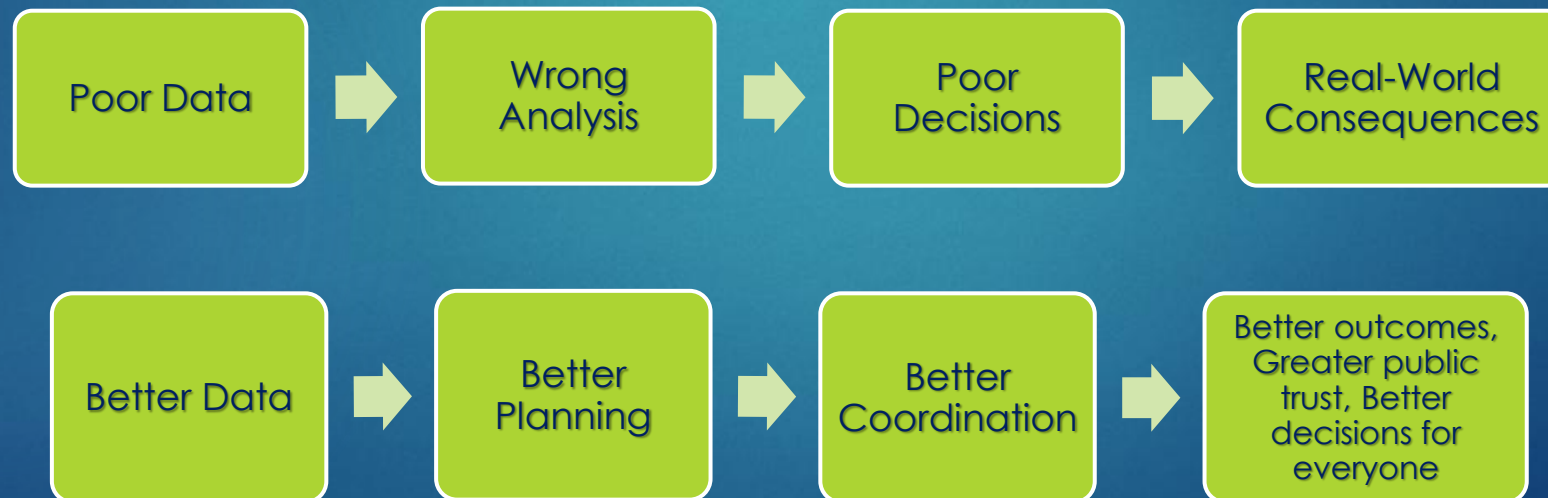 Poor Data
Wrong
Analysis
Poor
Decisions
Real-World
Consequences
Better Data
Better
Planning
Better
Coordination
Better outcomes,
Greater public
trust, Better
decisions for
everyone